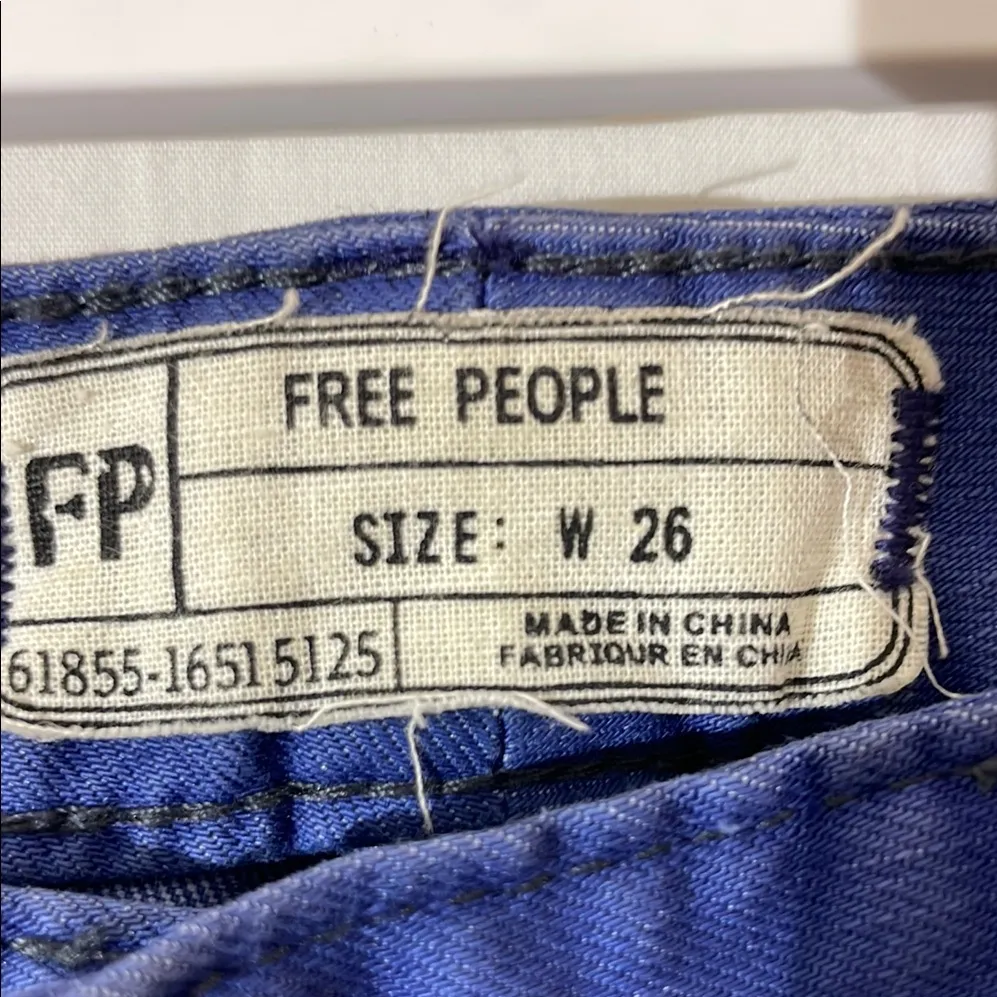 FREE PEOPLE
FP
SIZE: W 26
61855-16515125
MADE IN CHINA
FABRIQUR EN CHIA